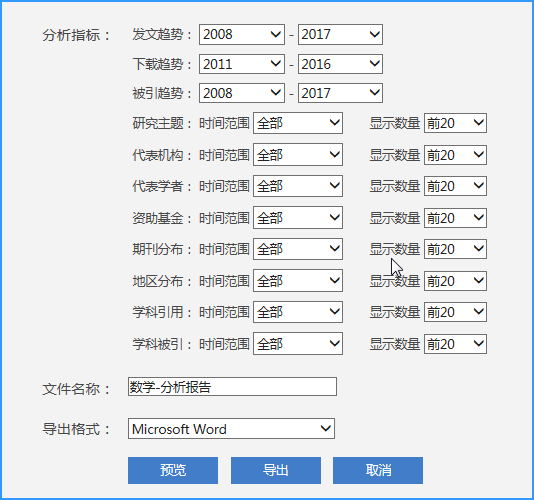 分析指标： 发文趋势： 2008 - 2017
下载趋势： 2011 - 2016
被引趋势： 2008 - 2017
研究主题： 时间范围 全部 显示数量 前20
代表机构： 时间范围 全部 显示数量 前20
代表学者： 时间范围 全部 显示数量 前20
资助基金： 时间范围 全部 显示数量 前20
期刊分布： 时间范围 全部 显示数量 前20
地区分布： 时间范围 全部 显示数量 前20
学科引用： 时间范围 全部 显示数量 前20
学科被引： 时间范围 全部 显示数量 前20
文件名称： 数学-分析报告
导出格式： Microsoft Word
预览 导出 取消